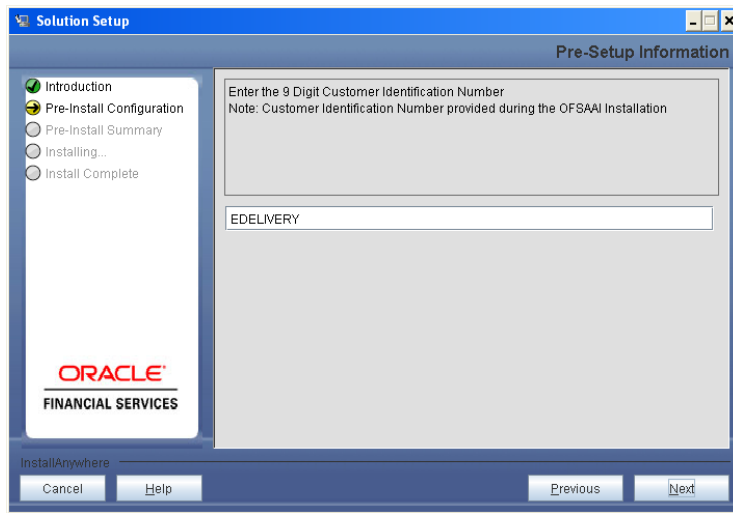 Solution Setup
Pre-Setup Information
Introduction
Pre-Install Configuration
Pre-Install Summary
Installing...
Install Complete
ORACLE
FINANCIAL SERVICES
Enter the 9 Digit Customer Identification Number
Note: Customer Identification Number provided during the OFSAAI Installation
EDELIVERY
InstallAnywhere
Cancel
Help
Previous
Next